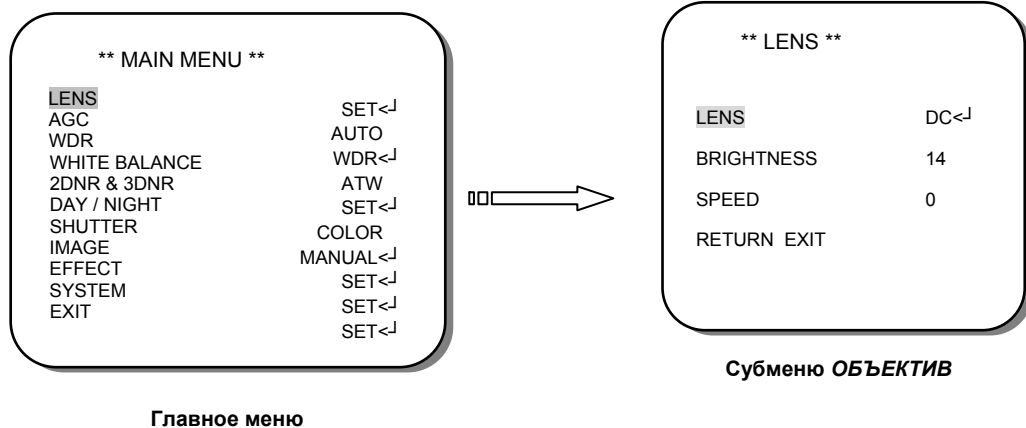 ** MAIN MENU **
LENS SET<┘
AGC AUTO
WDR WDR<┘
WHITE BALANCE ATW
2DNR & 3DNR SET<┘
DAY / NIGHT COLOR
SHUTTER MANUAL<┘
IMAGE SET<┘
EFFECT SET<┘
SYSTEM SET<┘
EXIT
Главное меню
** LENS **
LENS DC<┘
BRIGHTNESS 14
SPEED 0
RETURN EXIT
Субменю ОБЪЕКТИВ